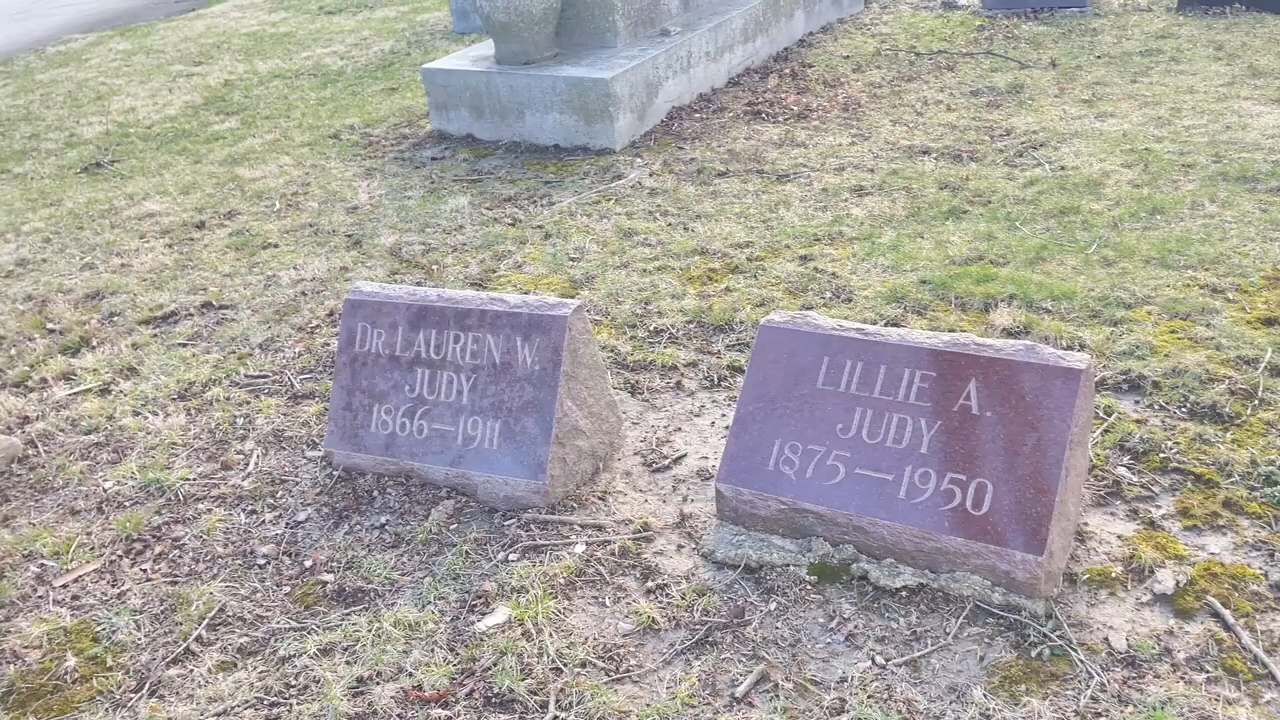 DR. LAUREN W.
JUDY
1866—1911
LILLIE A.
JUDY
1875—1950